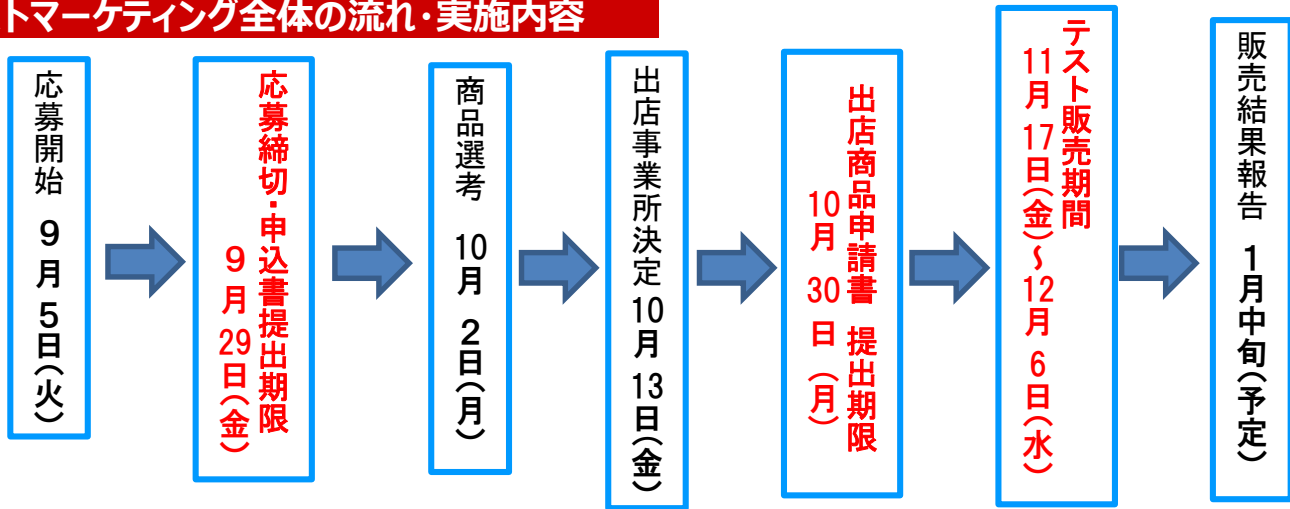 トマーケティング全体の流れ・実施内容
応募開始 9月5日(火)
応募締切・申込書提出期限
9月29日(金)
商品選考 10月2日(月)
出店事業所決定 10月13日(金)
出店商品申請書 提出期限
10月30日(月)
テスト販売期間
11月17日(金)~12月6日(水)
販売結果報告 1月中旬(予定)